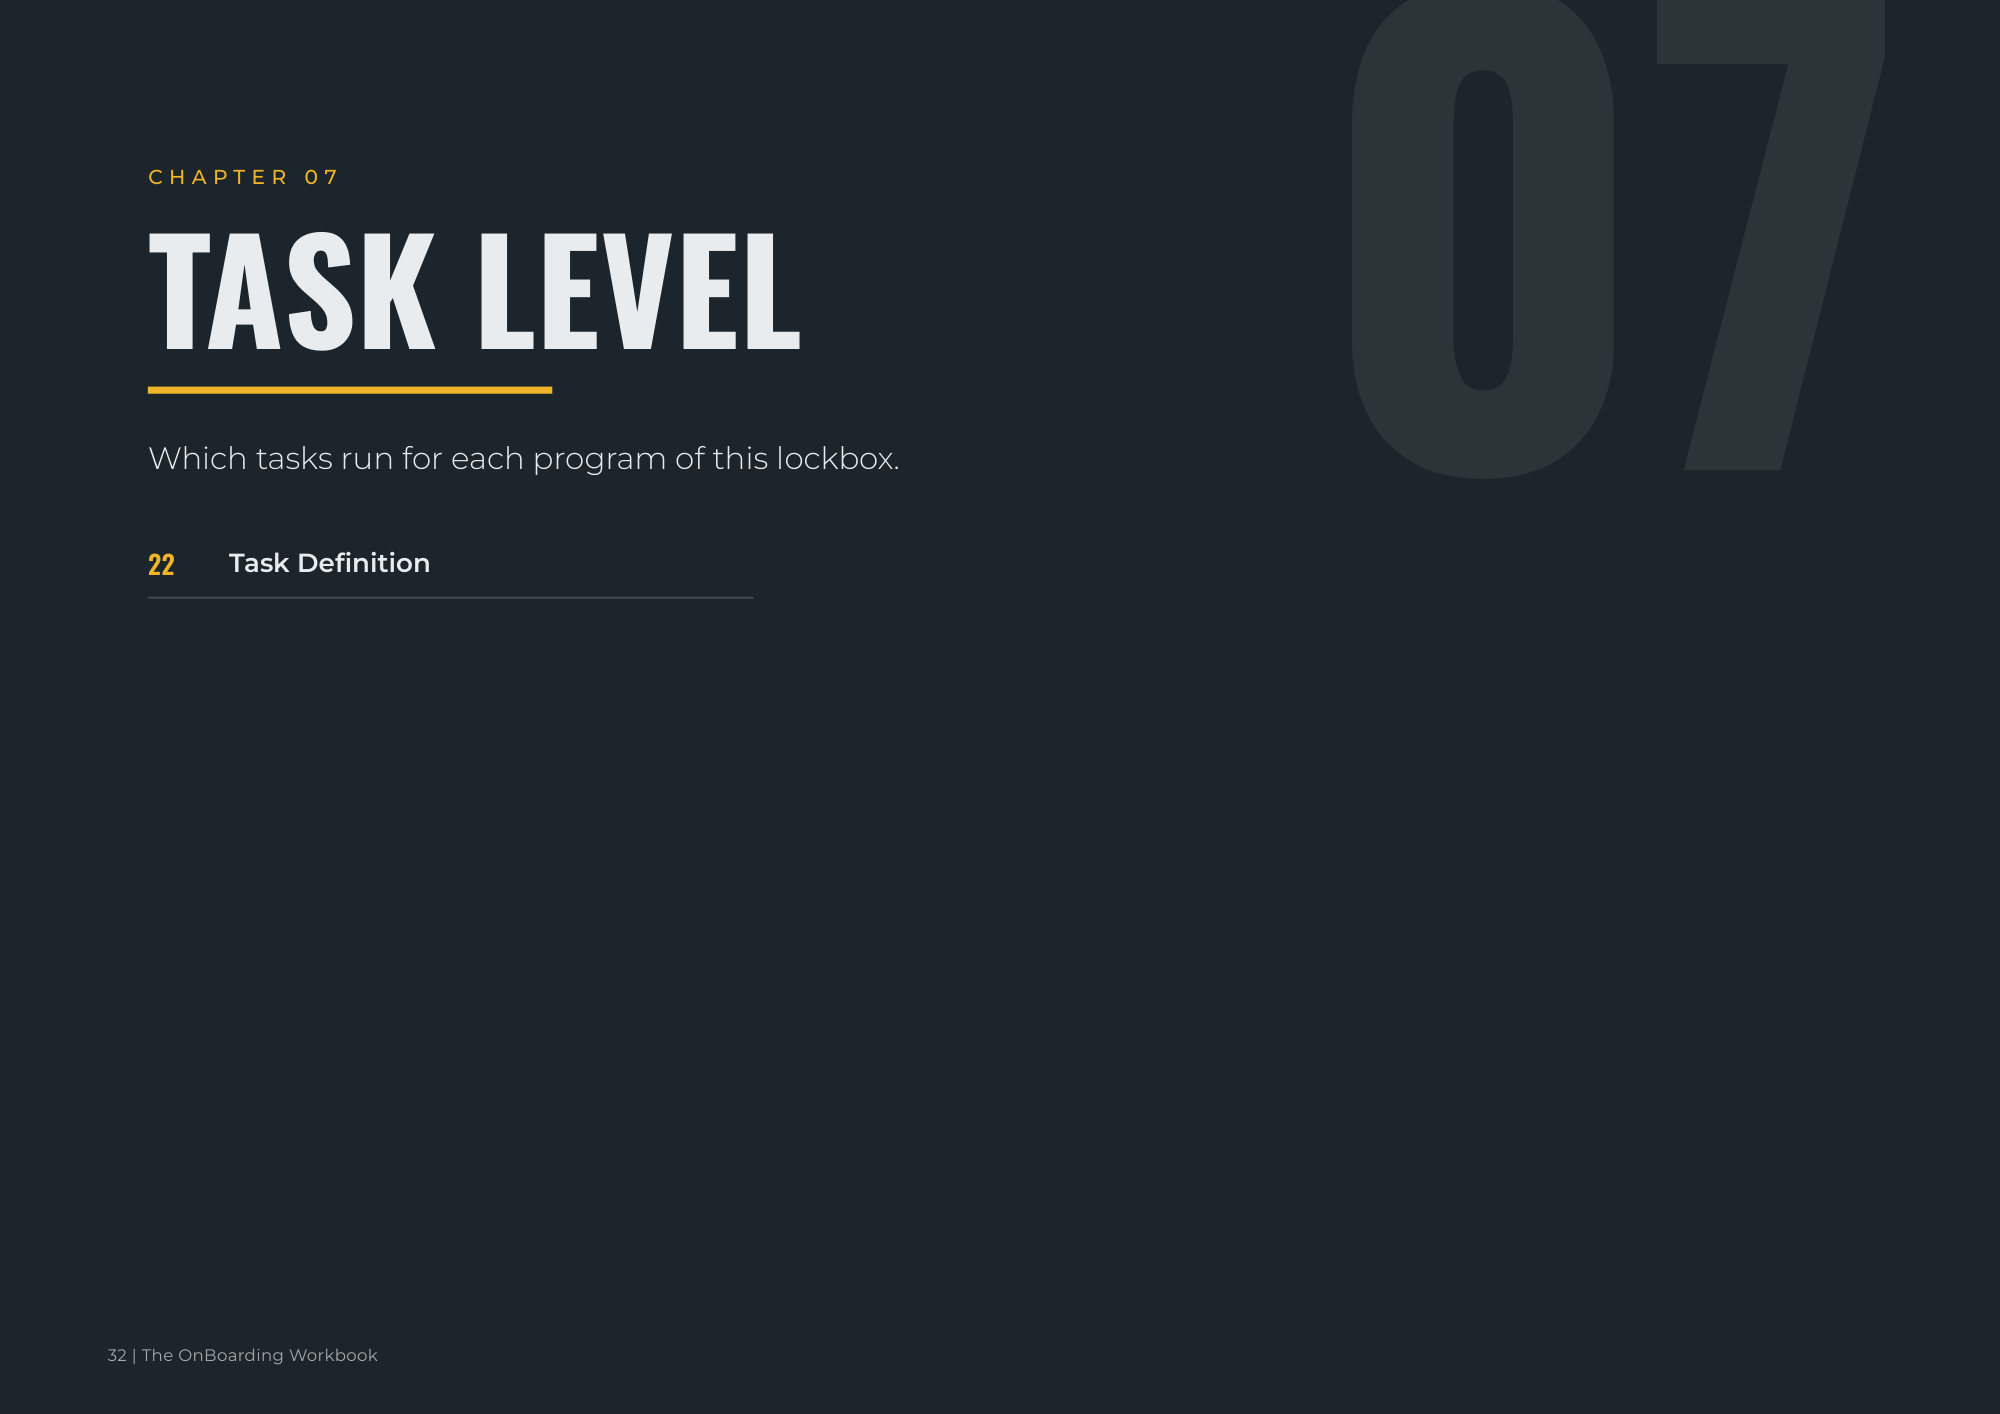 07
CHAPTER 07
TASK LEVEL
Which tasks run for each program of this lockbox.
22 Task Definition
32 | The OnBoarding Workbook